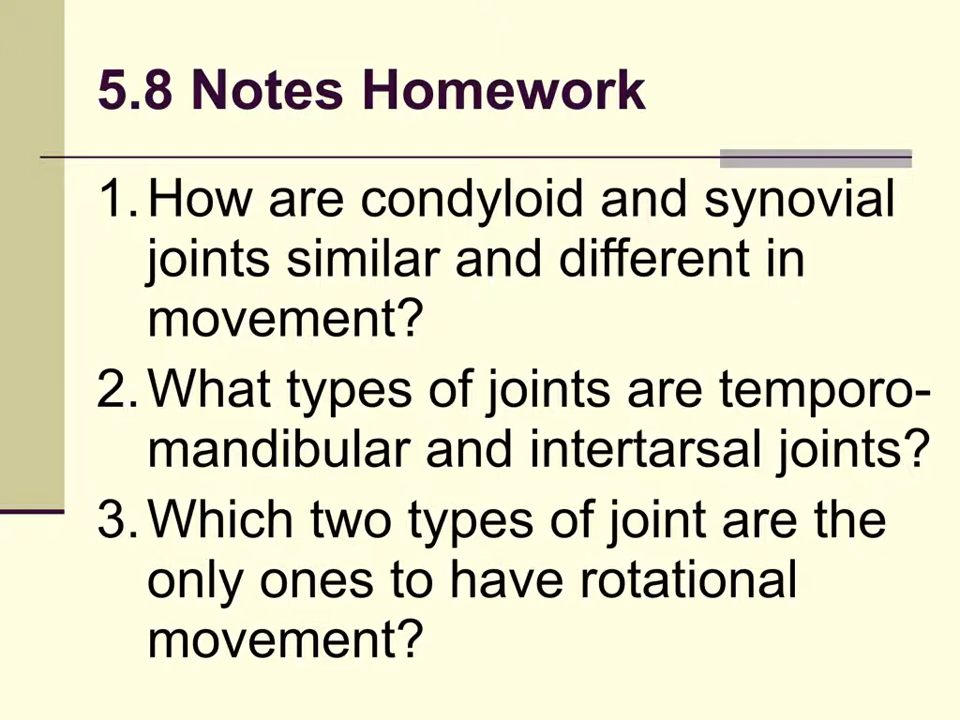 5.8 Notes Homework
1. How are condyloid and synovial
joints similar and different in
movement?
2. What types of joints are temporo-
mandibular and intertarsal joints?
3. Which two types of joint are the
only ones to have rotational
movement?